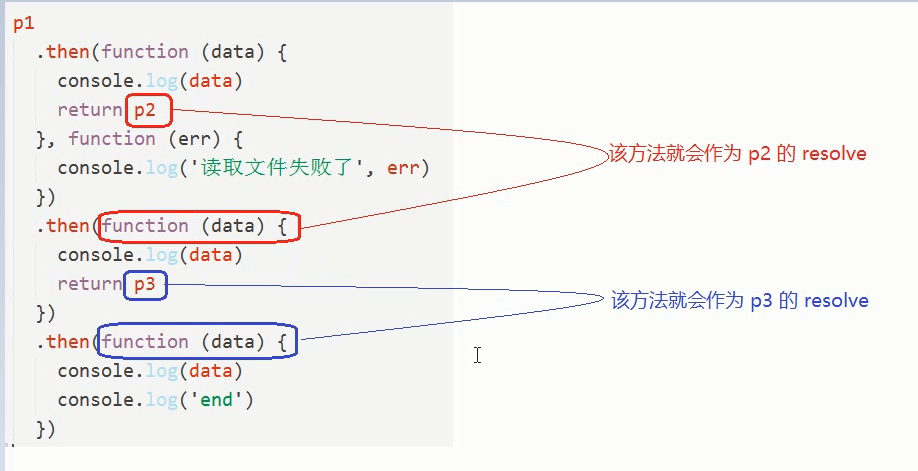 p1
.then(function (data) {
console.log(data)
return p2
}, function (err) {
console.log('读取文件失败了', err)
})
.then(function (data) {
console.log(data)
return p3
})
.then(function (data) {
console.log(data)
console.log('end')
})
该方法就会作为 p2 的 resolve
该方法就会作为 p3 的 resolve